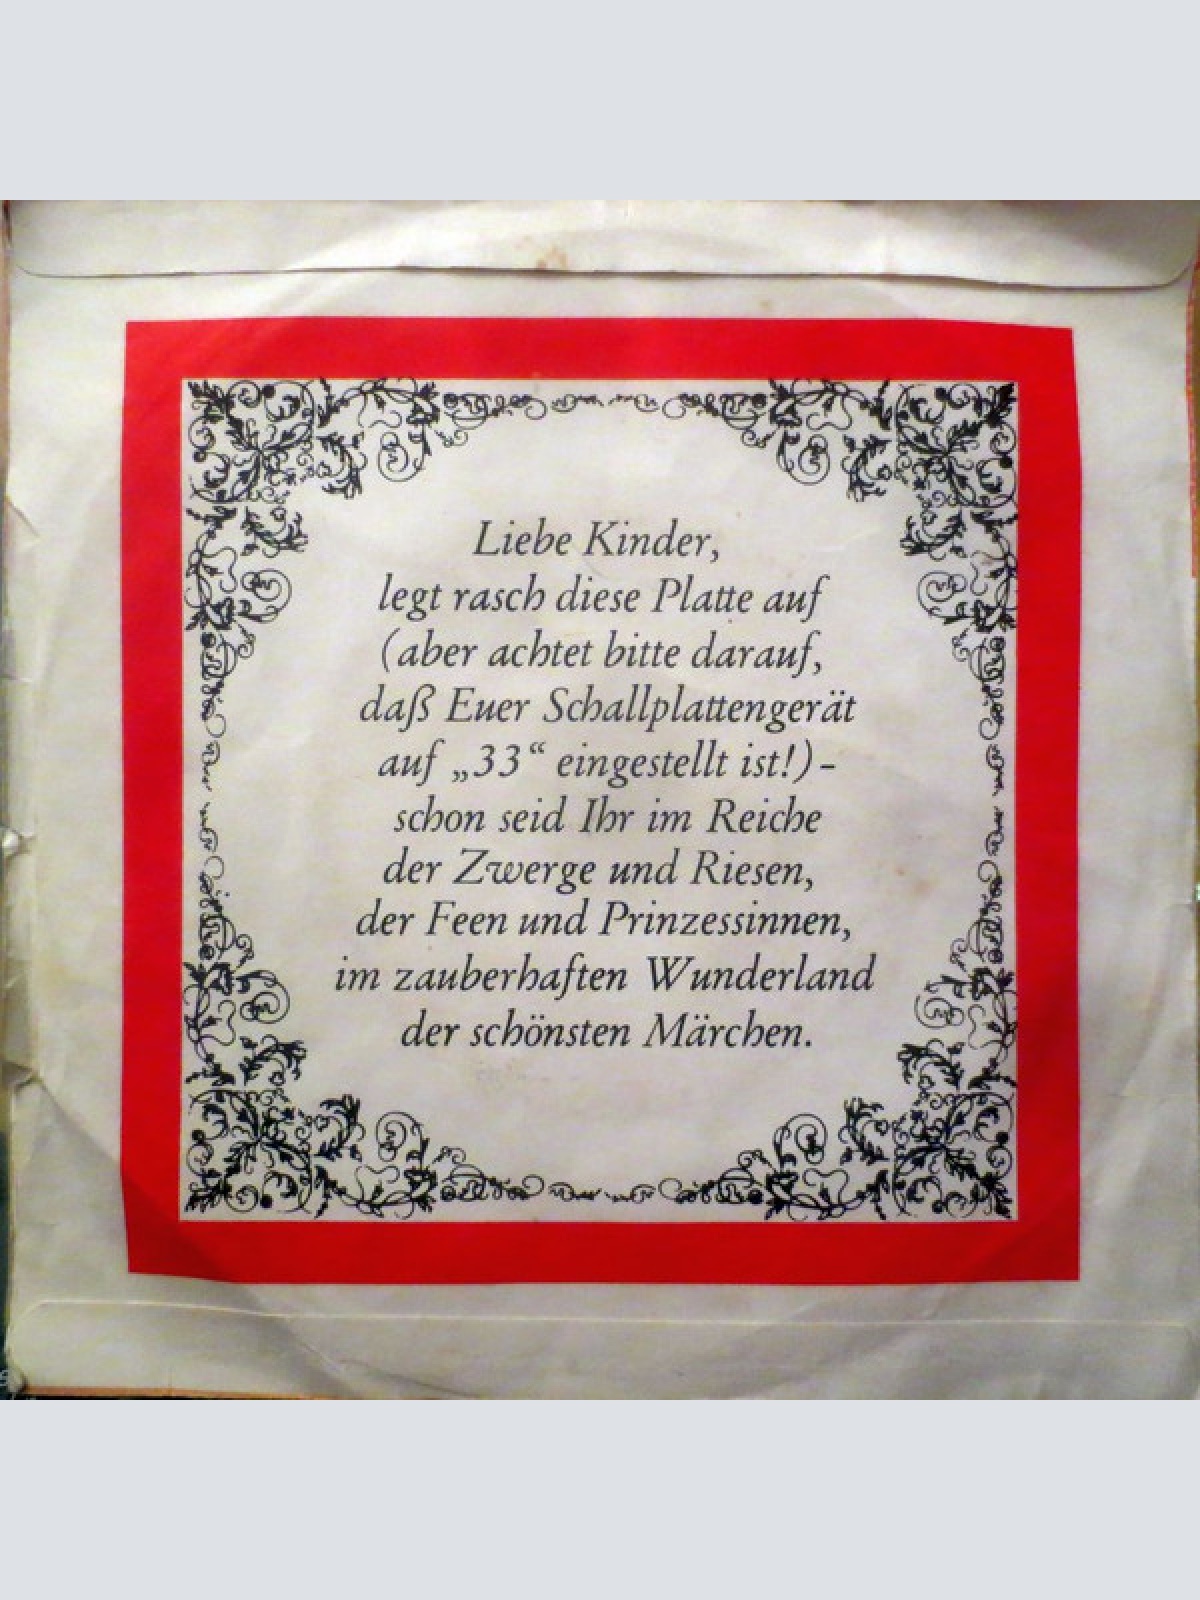 Liebe Kinder,
legt rasch diese Platte auf
(aber achtet bitte darauf,
daß Euer Schallplattengerät
auf „33“ eingestellt ist!) –
schon seid Ihr im Reiche
der Zwerge und Riesen,
der Feen und Prinzessinnen,
im zauberhaften Wunderland
der schönsten Märchen.